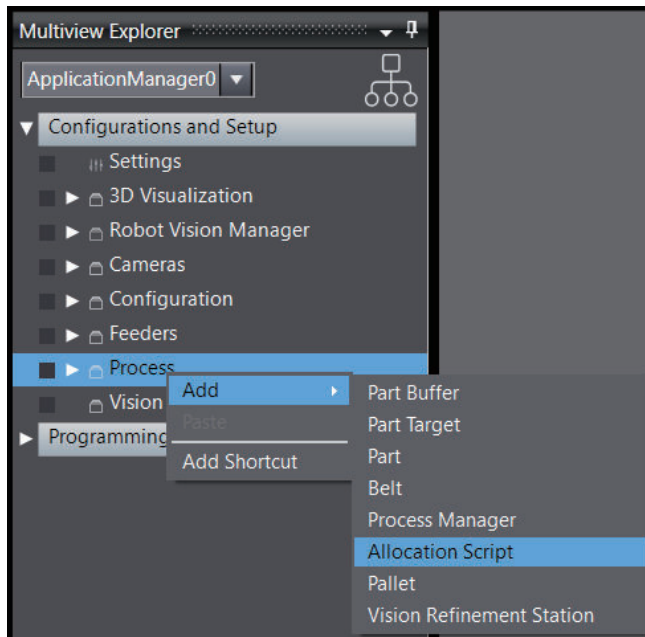 Multiview Explorer
ApplicationManager0
Configurations and Setup
Settings
3D Visualization
Robot Vision Manager
Cameras
Configuration
Feeders
Process
Vision
Programming
Add
Paste
Add Shortcut
Part Buffer
Part Target
Part
Belt
Process Manager
Allocation Script
Pallet
Vision Refinement Station